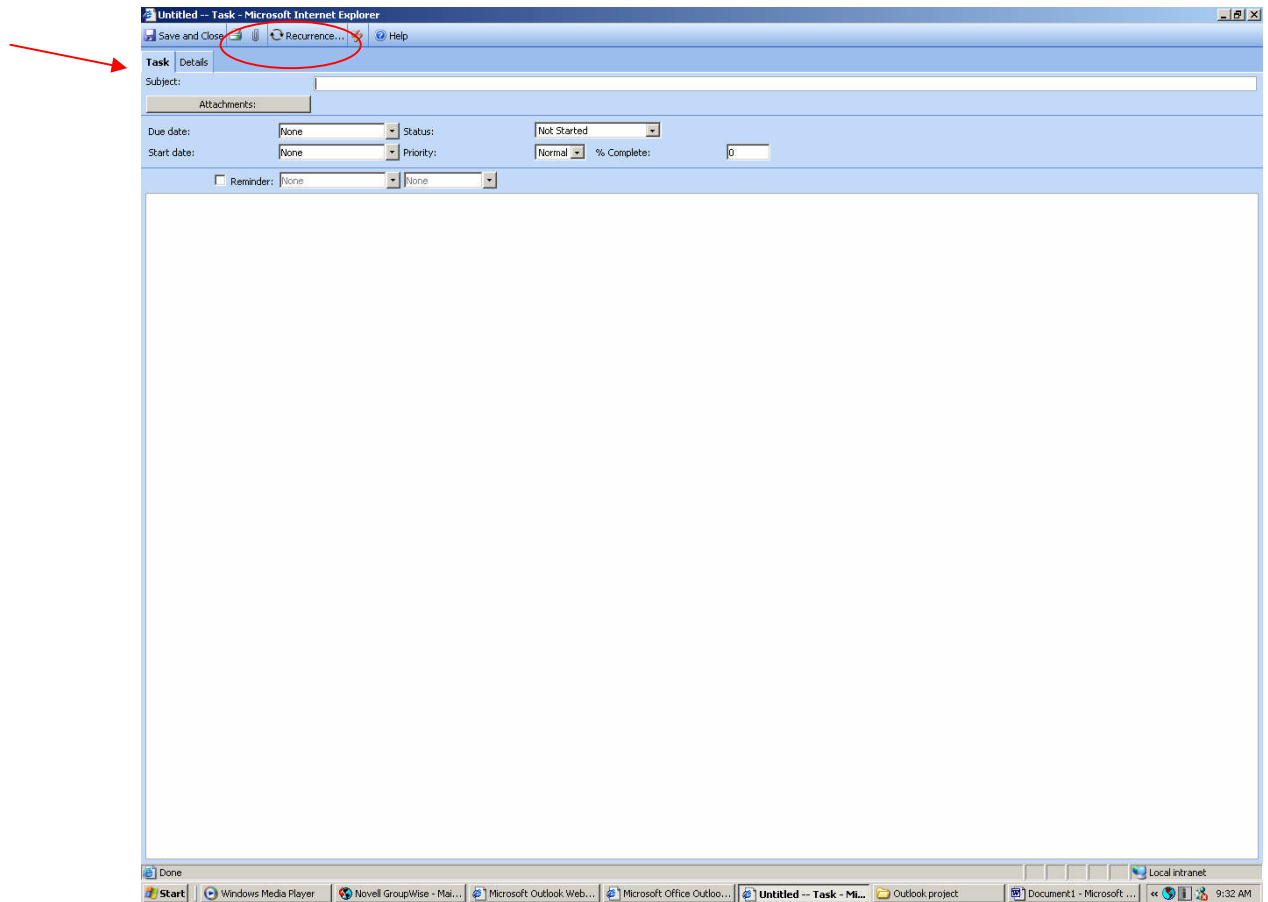 Untitled -- Task - Microsoft Internet Explorer
Save and Close Recurrence... Help
Task Details
Subject:
Attachments:
Due date: None Status: Not Started
Start date: None Priority: Normal % Complete: 0
Reminder: None None
Done Local intranet
Start Windows Media Player Novell GroupWise - Mai... Microsoft Outlook Web... Microsoft Office Outloo... Untitled -- Task - Mi... Outlook project Document1 - Microsoft ... « 9:32 AM